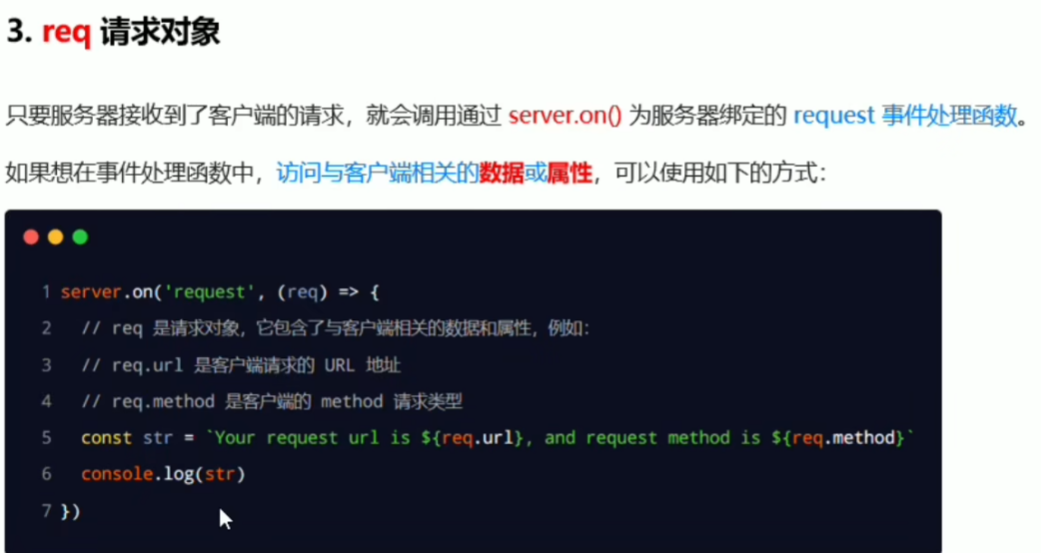 3. req 请求对象
只要服务器接收到了客户端的请求，就会调用通过 server.on() 为服务器绑定的 request 事件处理函数。
如果想在事件处理函数中，访问与客户端相关的数据或属性，可以使用如下的方式：
1 server.on('request', (req) => {
2 // req 是请求对象，它包含了与客户端相关的数据和属性，例如：
3 // req.url 是客户端请求的 URL 地址
4 // req.method 是客户端的 method 请求类型
5 const str = `Your request url is ${req.url}, and request method is ${req.method}`
6 console.log(str)
7 })